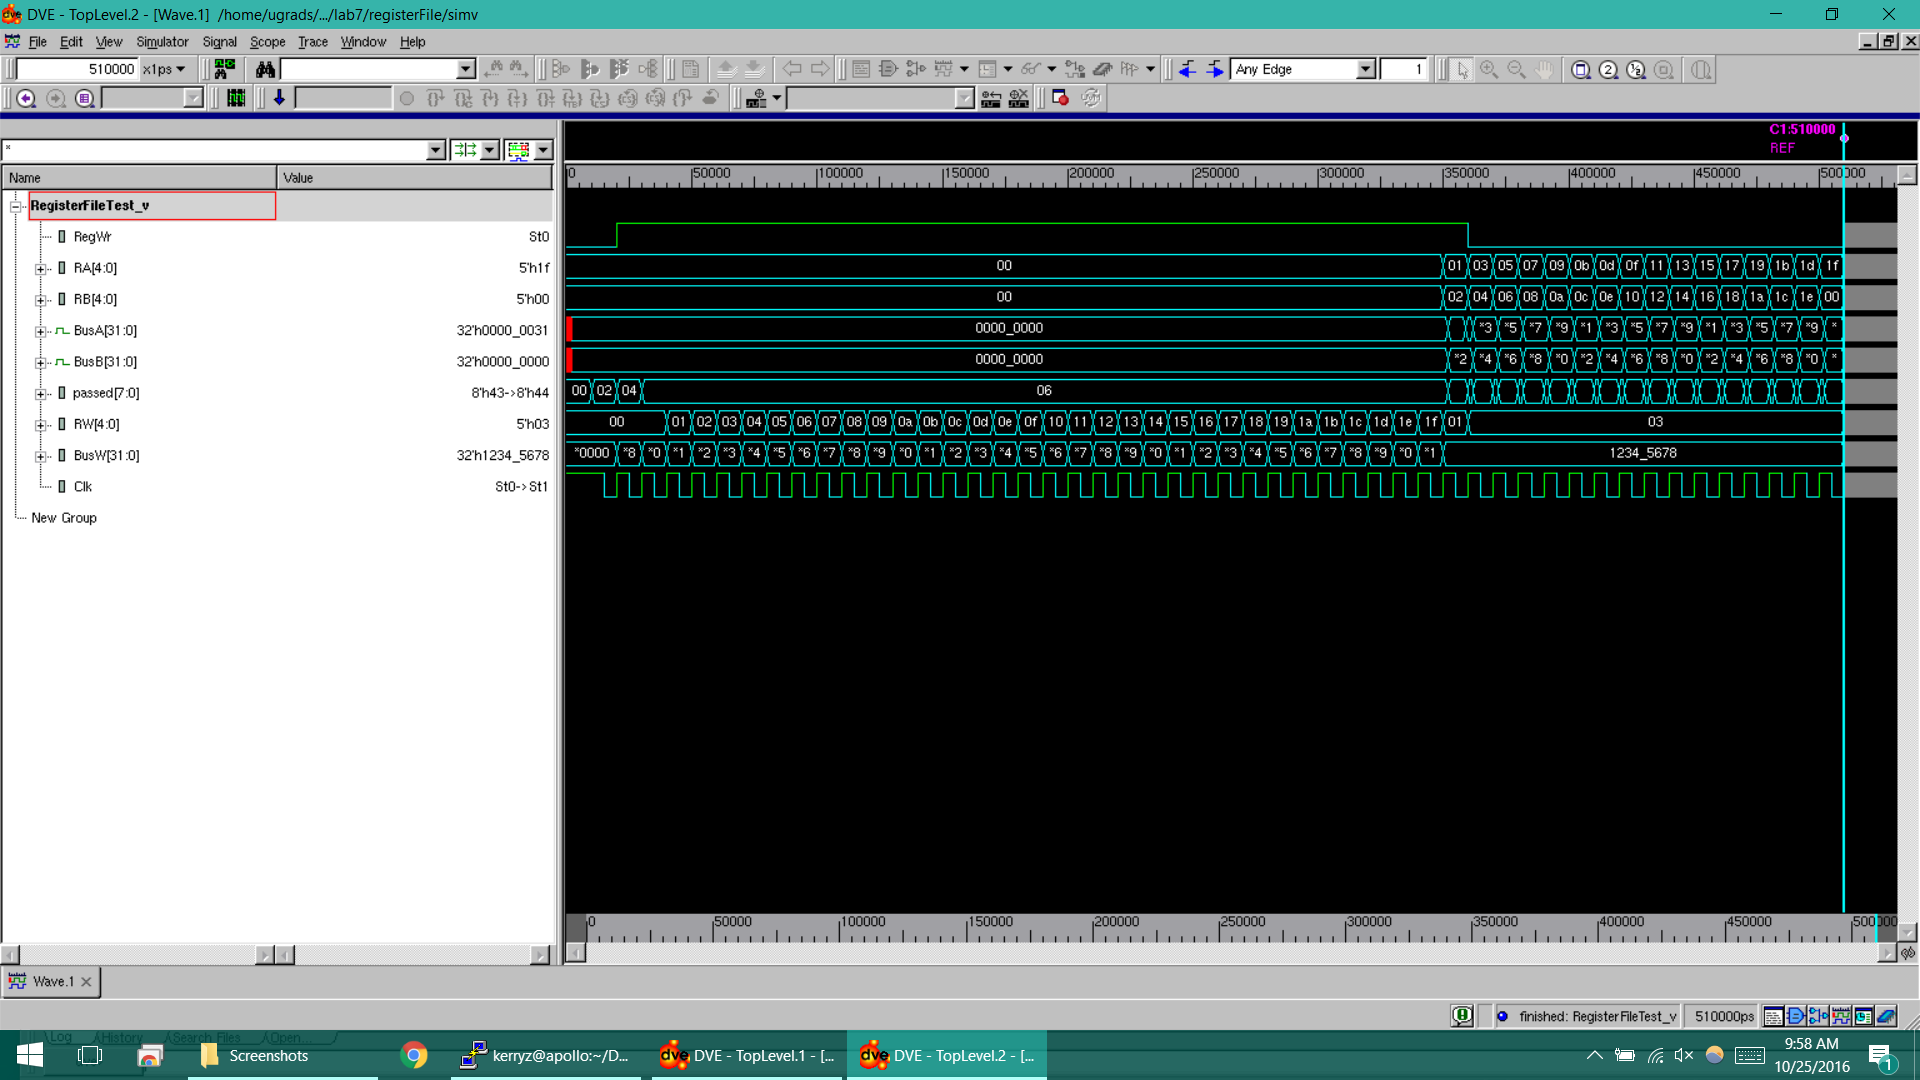 DVE - TopLevel.2 - [Wave.1] /home/ugrads/.../lab7/registerFile/simv
File Edit View Simulator Signal Scope Trace Window Help
510000 x1ps Any Edge 1
C1:510000
REF
*
Name Value
0 50000 100000 150000 200000 250000 300000 350000 400000 450000 500000
RegisterFileTest_v
RegWr St0
RA[4:0] 5'h1f 00 01 03 05 07 09 0b 0d 0f 11 13 15 17 19 1b 1d 1f
RB[4:0] 5'h00 00 02 04 06 08 0a 0c 0e 10 12 14 16 18 1a 1c 1e 00
BusA[31:0] 32'h0000_0031 0000_0000 *3 *5 *7 *9 *1 *3 *5 *7 *9 *1 *3 *5 *7 *9 *
BusB[31:0] 32'h0000_0000 0000_0000 *2 *4 *6 *8 *0 *2 *4 *6 *8 *0 *2 *4 *6 *8 *0 *
passed[7:0] 8'h43->8'h44 00 02 04 06
RW[4:0] 5'h03 00 01 02 03 04 05 06 07 08 09 0a 0b 0c 0d 0e 0f 10 11 12 13 14 15 16 17 18 19 1a 1b 1c 1d 1e 1f 01 03
BusW[31:0] 32'h1234_5678 *0000 *8 *0 *1 *2 *3 *4 *5 *6 *7 *8 *9 *0 *1 *2 *3 *4 *5 *6 *7 *8 *9 *0 *1 *2 *3 *4 *5 *6 *7 *8 *9 *0 *1 1234_5678
Clk St0->St1
New Group
0 50000 100000 150000 200000 250000 300000 350000 400000 450000 500000
Wave.1
finished: RegisterFileTest_v 510000ps
Log History Search Files Open...
Screenshots kerryz@apollo:~/D... DVE - TopLevel.1 - [... DVE - TopLevel.2 - [...
9:58 AM
10/25/2016
1